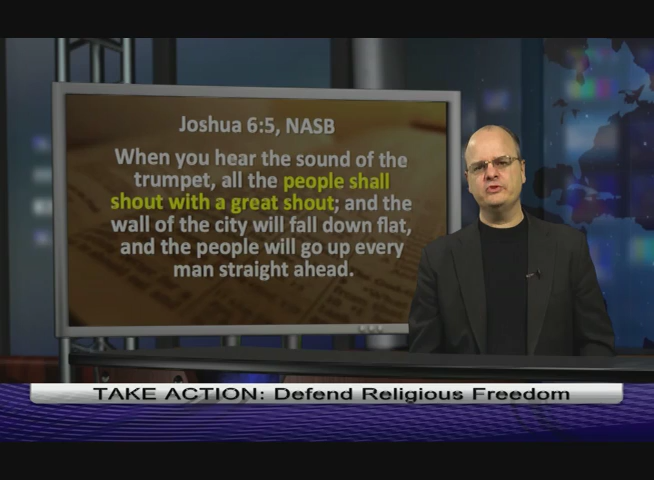 Joshua 6:5, NASB
When you hear the sound of the
trumpet, all the people shall
shout with a great shout; and the
wall of the city will fall down flat,
and the people will go up every
man straight ahead.
TAKE ACTION: Defend Religious Freedom